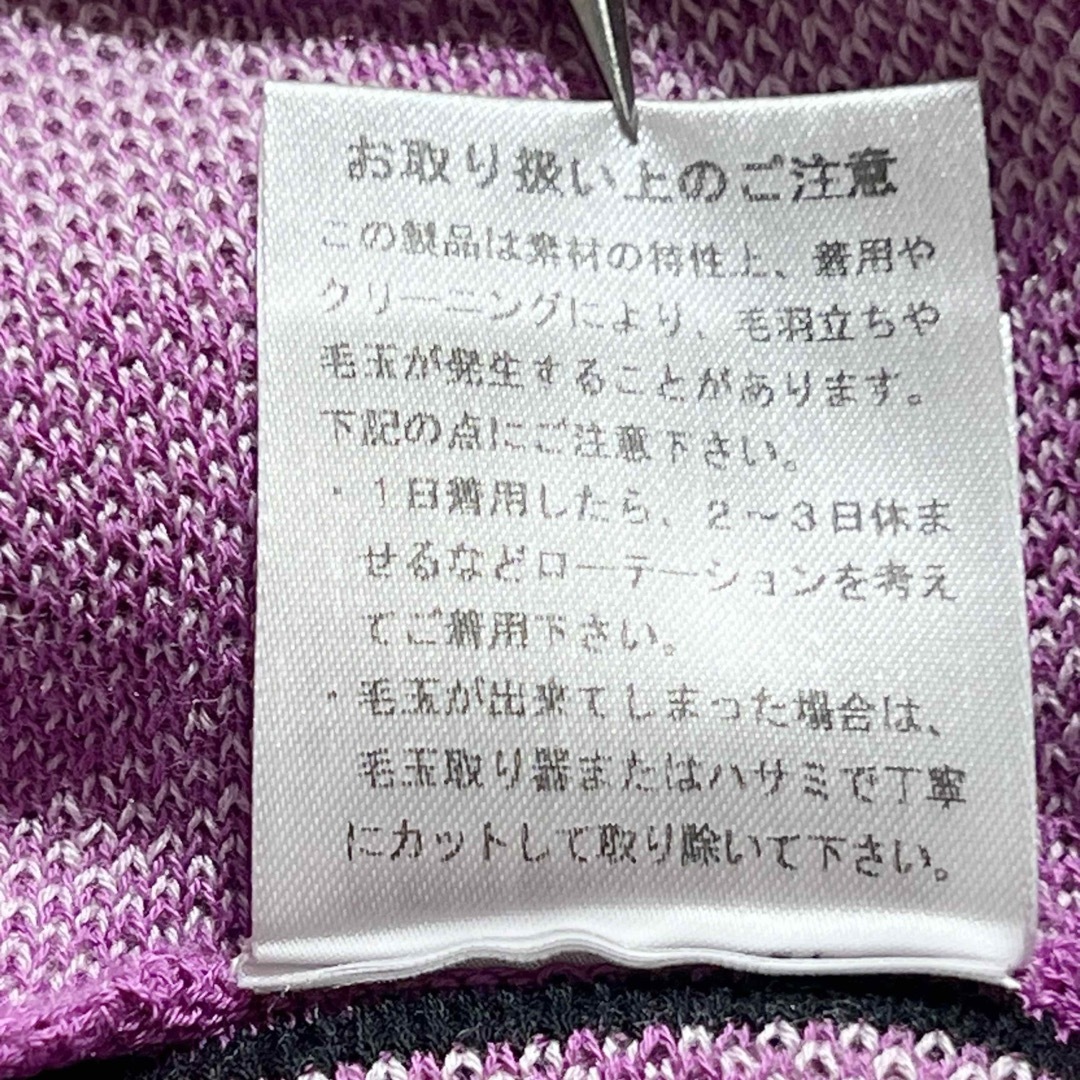 お取り扱い上のご注意
この製品は素材の特性上、着用や
クリーニングにより、毛羽立ちや
毛玉が発生することがあります。
下記の点にご注意下さい。
・１日着用したら、２～３日休ま
せるなどローテーションを考え
てご着用下さい。
・毛玉が出来てしまった場合は、
毛玉取り器またはハサミで丁寧
にカットして取り除いて下さい。